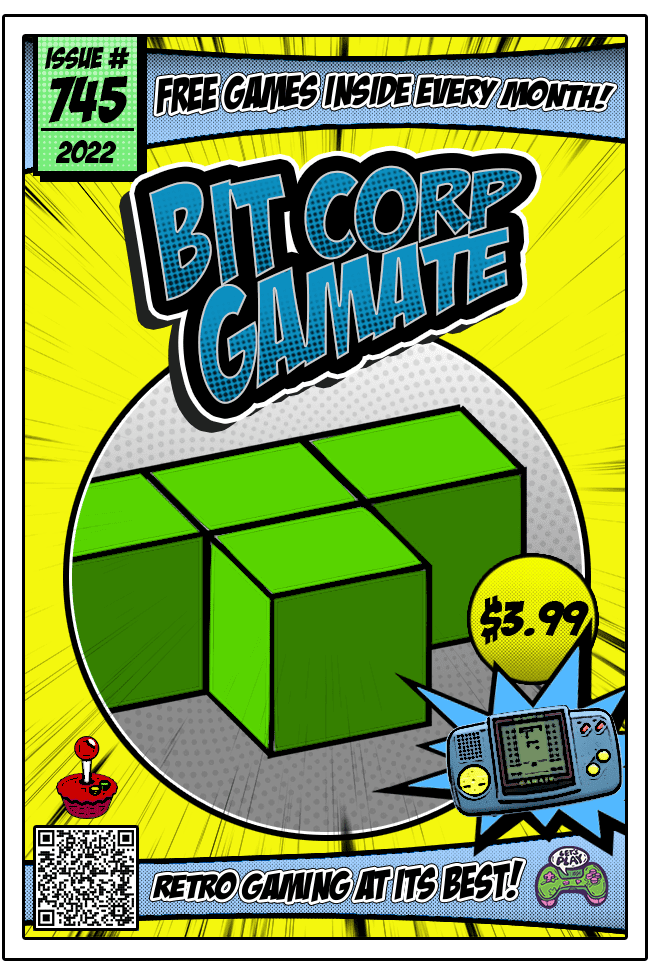 ISSUE #
745
2022
FREE GAMES INSIDE EVERY MONTH!
BIT CORP
GAMATE
$3.99
LET'S
PLAY
RETRO GAMING AT ITS BEST!